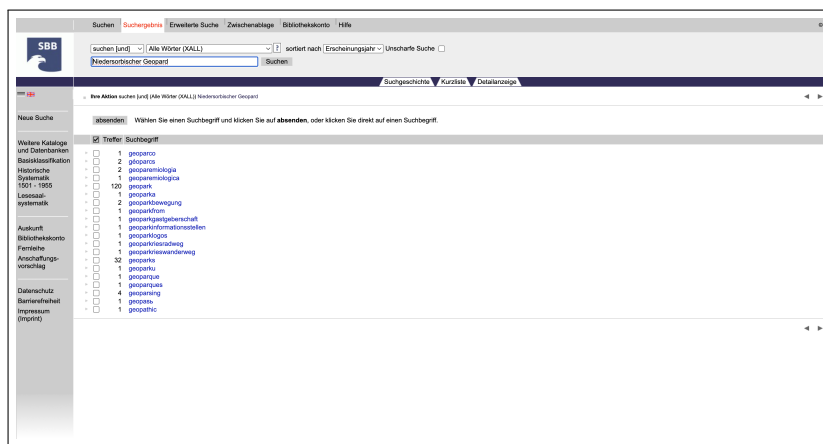 Suchen Suchergebnis Erweiterte Suche Zwischenablage Bibliothekskonto Hilfe
SBB
suchen [und] (Alle Wörter (XALL) ? sortiert nach Erscheinungsjahr Unscharfe Suche
Niedersorbischer Geopard Suchen
Suchgeschichte Kurzliste Detailanzeige
Ihre Aktion suchen [und] (Alle Wörter (XALL)) Niedersorbischer Geopard
Neue Suche
Weitere Kataloge
und Datenbanken
Basisklassifikation
Historische
Systematik
1501 - 1955
Lesesaal-
systematik
Auskunft
Bibliothekskonto
Fernleihe
Anschaffungs-
vorschlag
Datenschutz
Barrierefreiheit
Impressum
(Imprint)
absenden Wählen Sie einen Suchbegriff und klicken Sie auf absenden, oder klicken Sie direkt auf einen Suchbegriff.
Treffer Suchbegriff
1 geoparco
2 géoparcs
2 geoparemiologia
1 geoparemiologica
120 geopark
1 geoparka
2 geoparkbewegung
1 geoparkfrom
1 geoparkgastgeberschaft
1 geoparkinformationsstellen
1 geoparklogos
1 geoparkriesradweg
1 geoparkrieswanderweg
32 geoparks
1 geoparku
1 geoparque
1 geoparques
4 geoparsing
1 geopaсь
1 geopathic